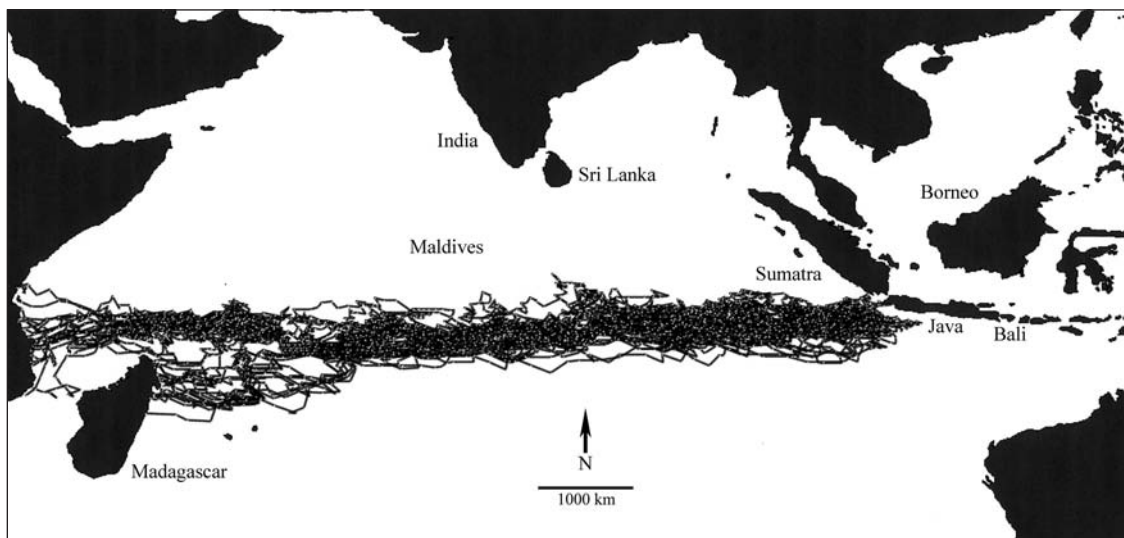 India
Sri Lanka
Borneo
Maldives
Sumatra
Java
Bali
Madagascar
N
1000 km